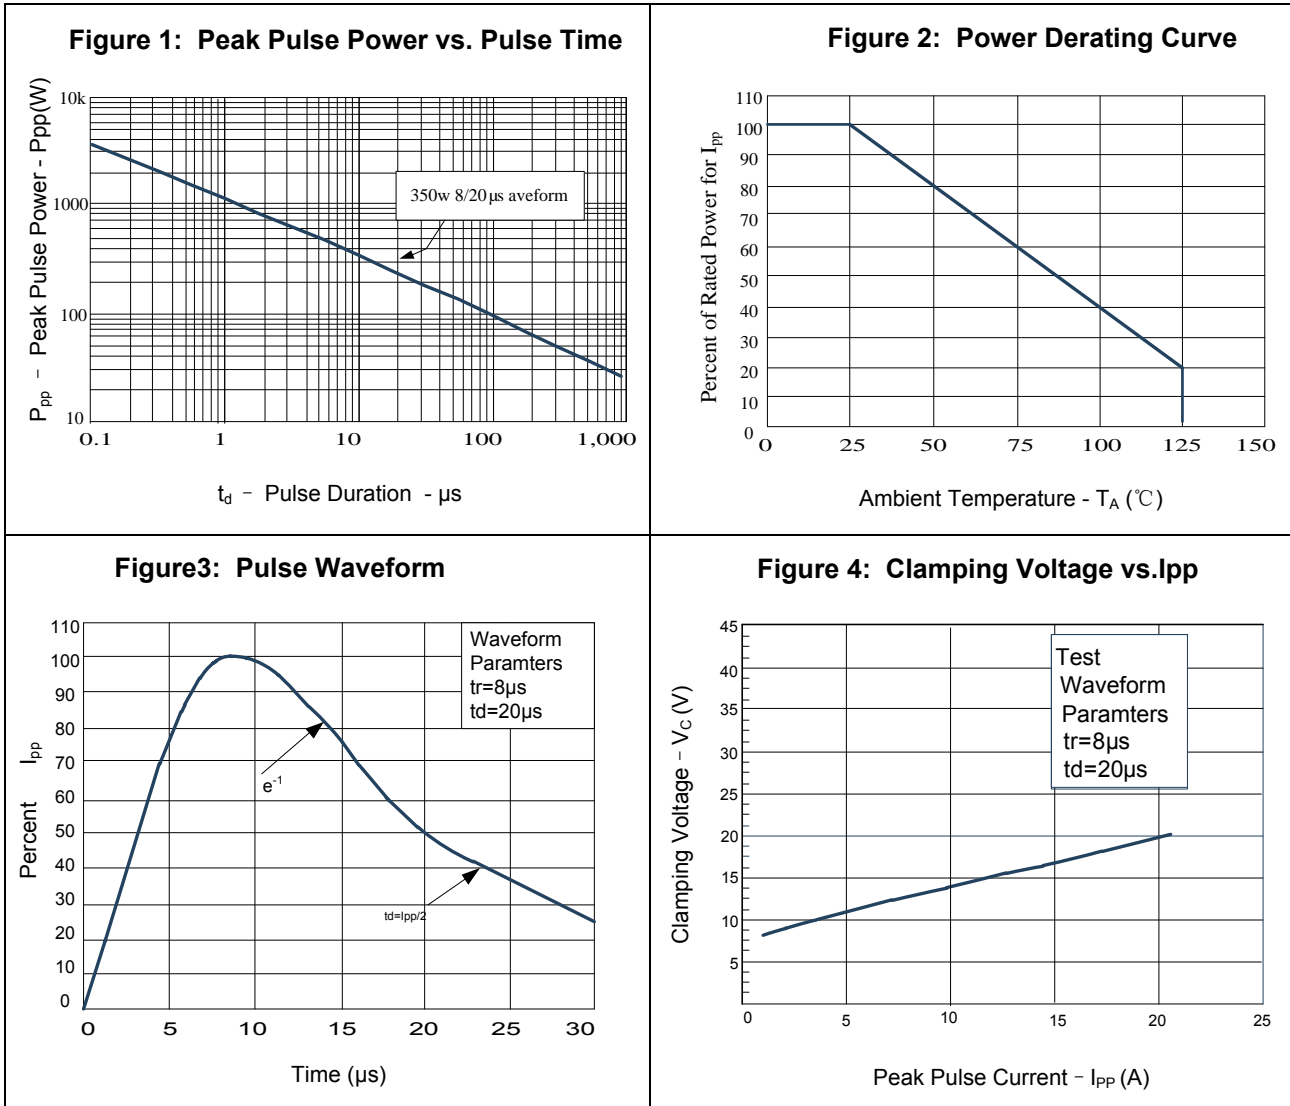 Figure 1: Peak Pulse Power vs. Pulse Time
Ppp – Peak Pulse Power - Ppp(W)
10k
1000
100
10
350w 8/20μs aveform
0.1 1 10 100 1,000
td – Pulse Duration - μs
Figure 2: Power Derating Curve
Percent of Rated Power for Ipp
110
100
90
80
70
60
50
40
30
20
10
0
0 25 50 75 100 125 150
Ambient Temperature - TA (℃)
Figure3: Pulse Waveform
Percent Ipp
110
100
90
80
70
60
50
40
30
20
10
0
Waveform
Paramters
tr=8μs
td=20μs
e-1
td=Ipp/2
0 5 10 15 20 25 30
Time (μs)
Figure 4: Clamping Voltage vs.Ipp
Clamping Voltage – VC (V)
45
40
35
30
25
20
15
10
5
Test
Waveform
Paramters
tr=8μs
td=20μs
0 5 10 15 20 25
Peak Pulse Current – IPP (A)